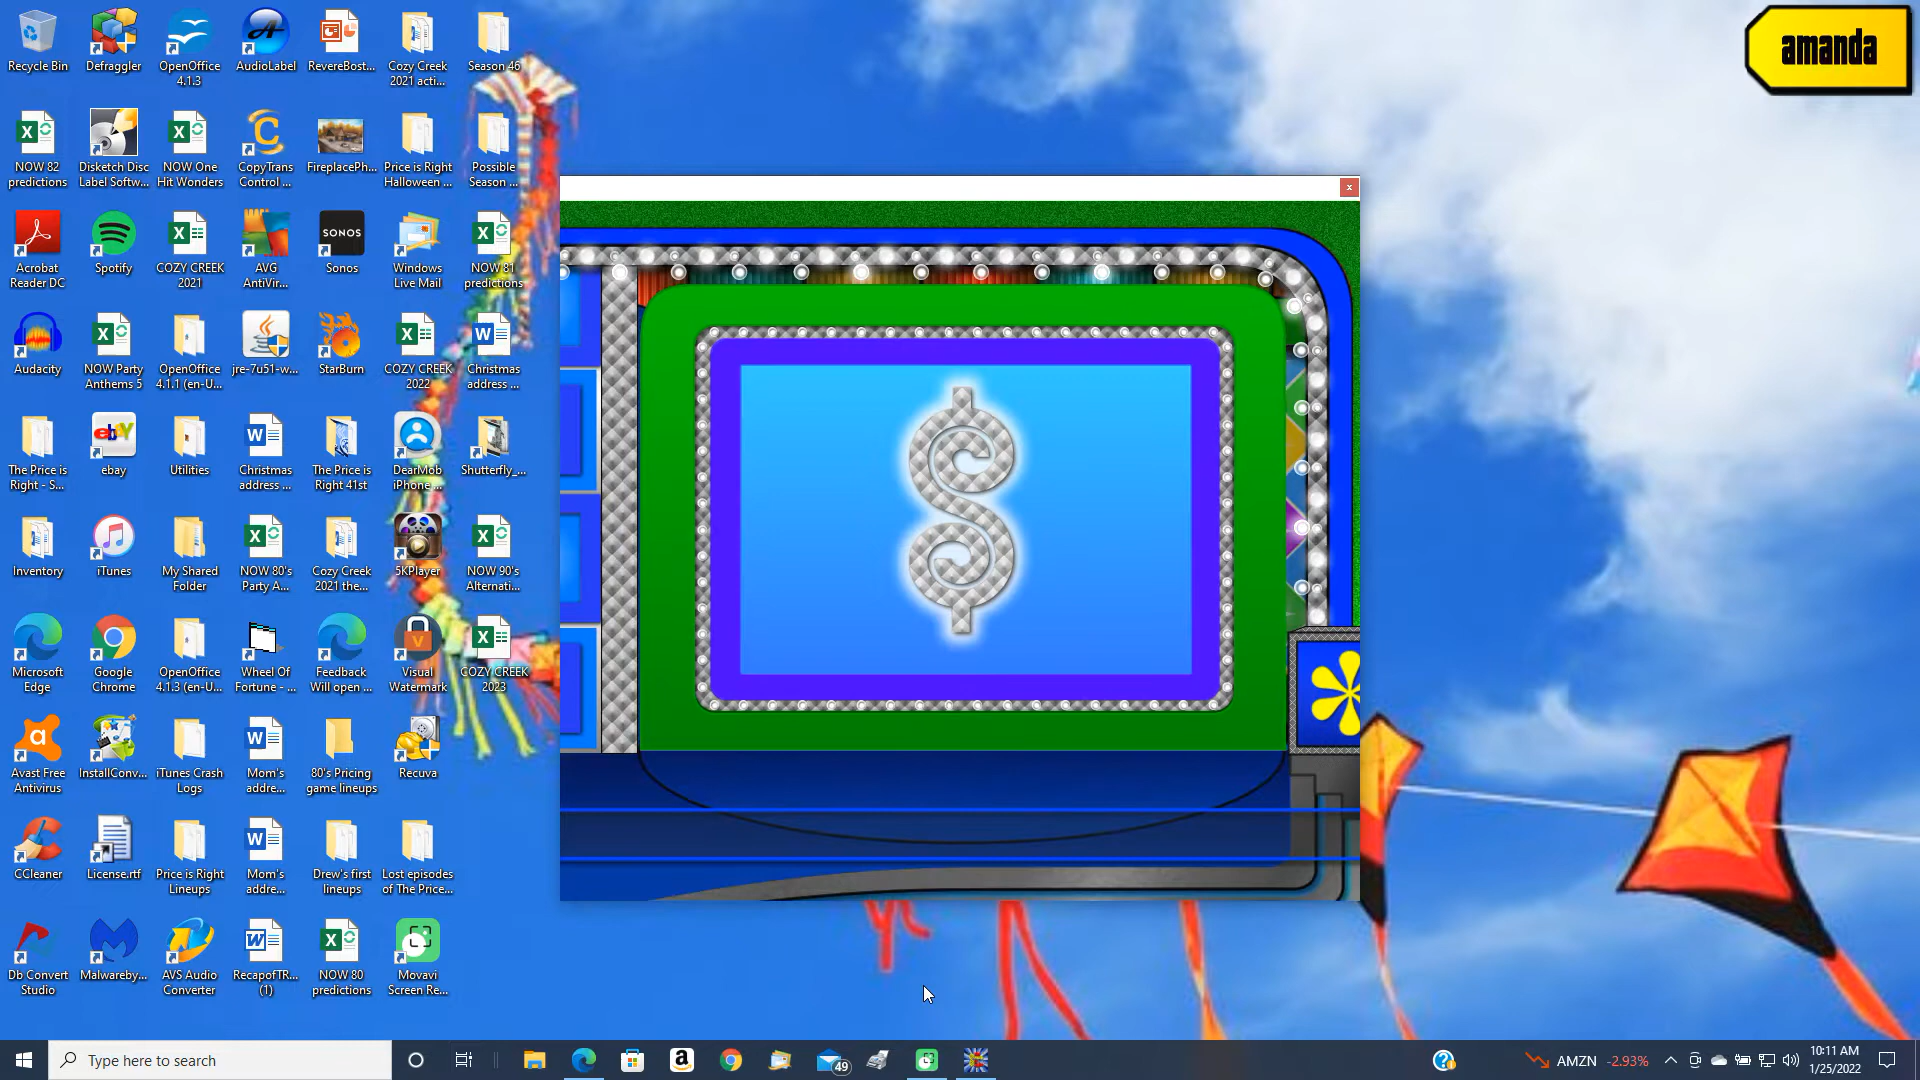 Recycle Bin
Defraggler
OpenOffice
4.1.3
AudioLabel
RevereBost...
Cozy Creek
2021 acti...
Season 46
amanda
NOW 82
predictions
Disketch Disc
Label Softw...
NOW One
Hit Wonders
CopyTrans
Control ...
FireplacePh...
Price is Right
Halloween ...
Possible
Season ...
Acrobat
Reader DC
Spotify
COZY CREEK
2021
AVG
AntiVir...
SONOS
Sonos
Windows
Live Mail
NOW 81
predictions
Audacity
NOW Party
Anthems 5
OpenOffice
4.1.1 (en-U...
jre-7u51-w...
StarBurn
COZY CREEK
2022
Christmas
address ...
The Price is
Right - S...
ebay
ebay
Utilities
Christmas
address ...
The Price is
Right 41st
DearMob
iPhone ...
Shutterfly_...
Inventory
iTunes
My Shared
Folder
NOW 80's
Party A...
Cozy Creek
2021 the...
5KPlayer
NOW 90's
Alternati...
Microsoft
Edge
Google
Chrome
OpenOffice
4.1.3 (en-U...
Wheel Of
Fortune - ...
Feedback
Will open ...
Visual
Watermark
COZY CREEK
2023
Avast Free
Antivirus
InstallConv...
iTunes Crash
Logs
Mom's
addre...
80's Pricing
game lineups
Recuva
CCleaner
License.rtf
Price is Right
Lineups
Mom's
addre...
Drew's first
lineups
Lost episodes
of The Price...
Db Convert
Studio
Malwareby...
AVS Audio
Converter
RecapofTR...
(1)
NOW 80
predictions
Movavi
Screen Re...
$
Type here to search
49
AMZN -2.93%
10:11 AM
1/25/2022